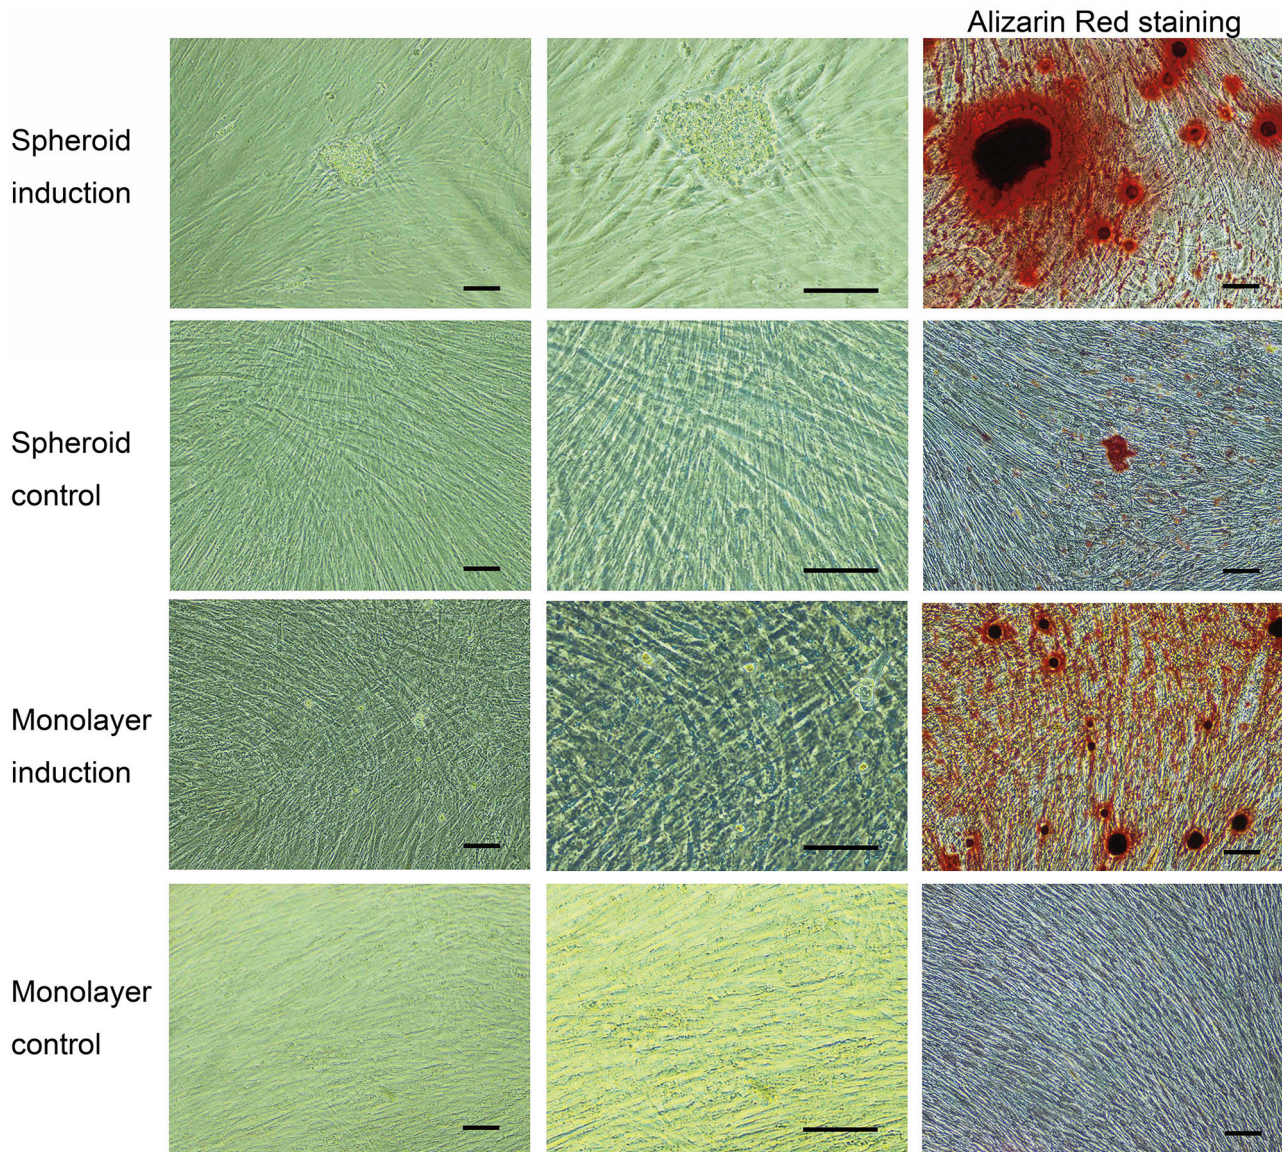 Alizarin Red staining
Spheroid
induction
Spheroid
control
Monolayer
induction
Monolayer
control